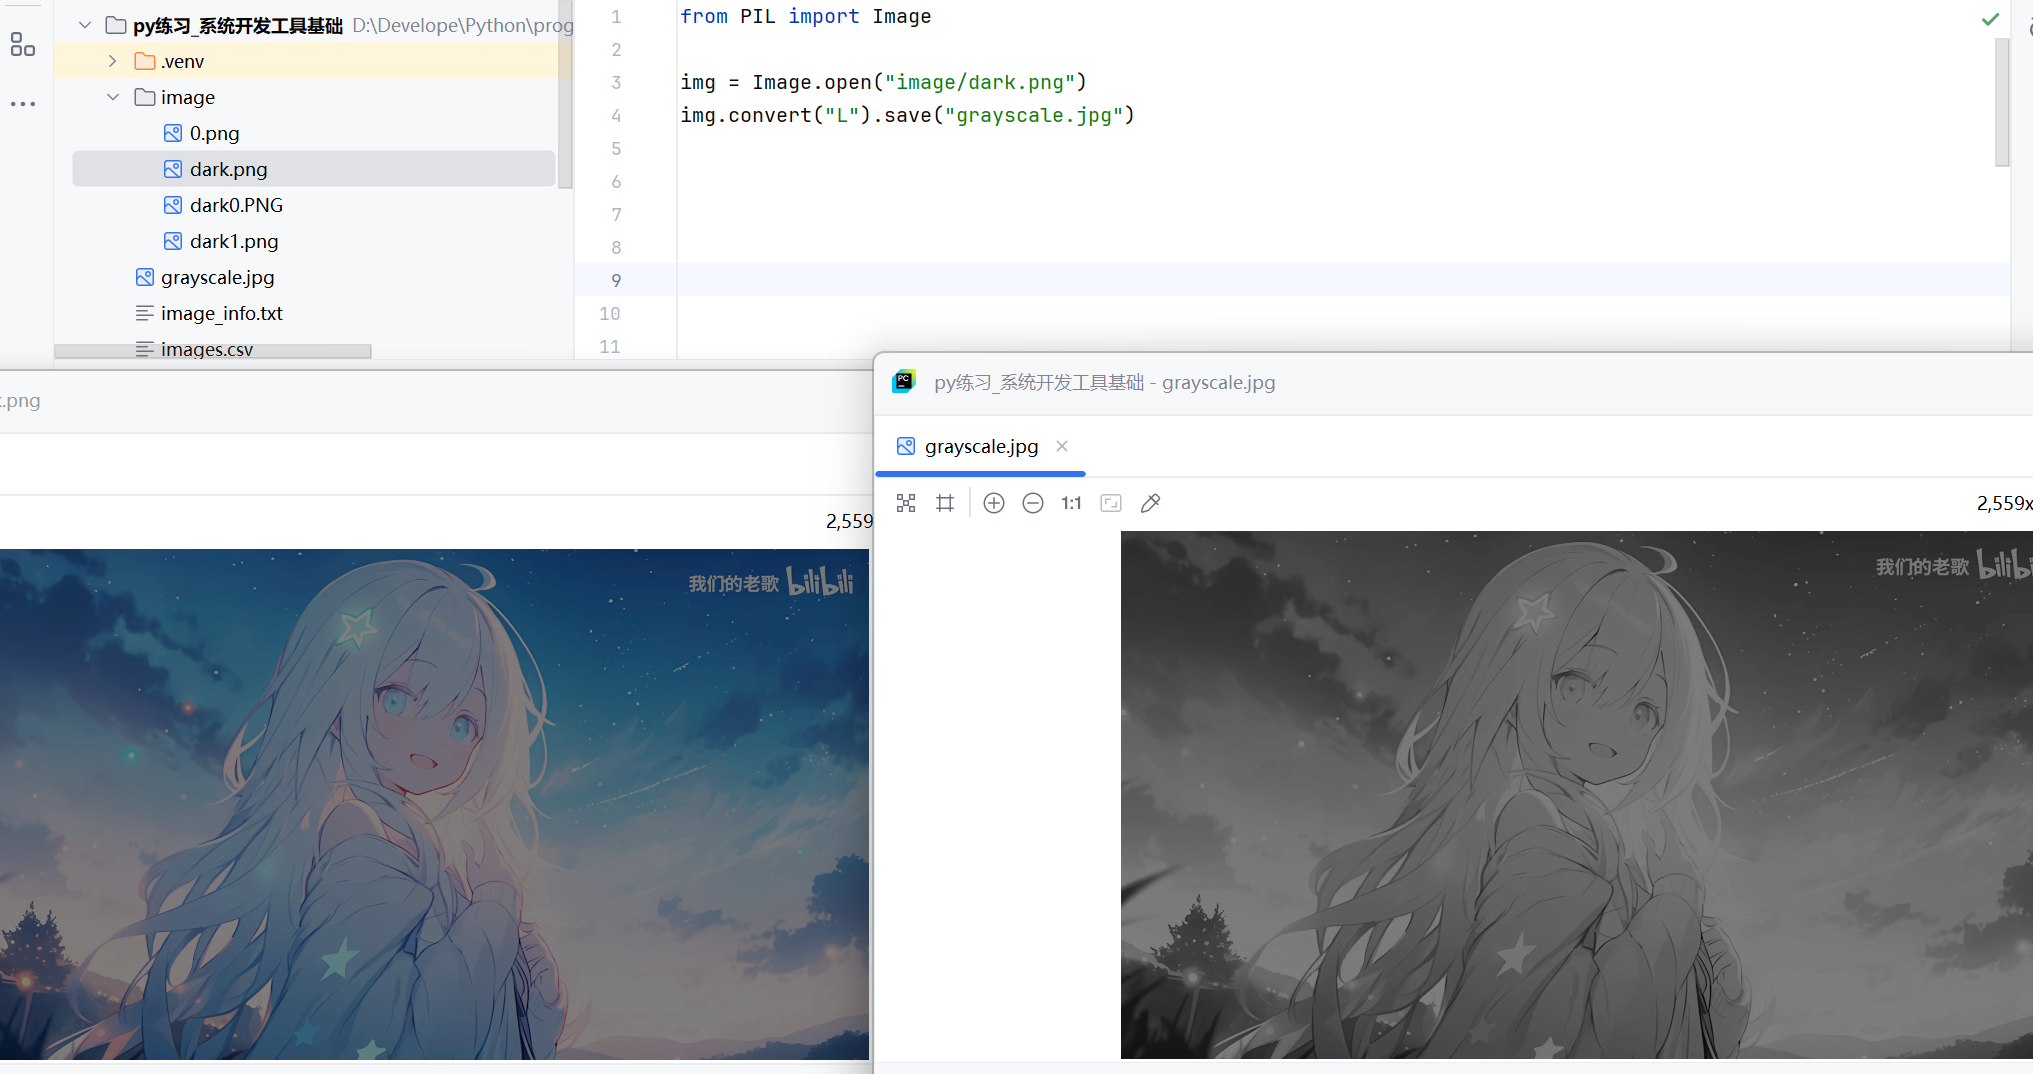 py练习_系统开发工具基础 D:\Develope\Python\prog
.venv
image
0.png
dark.png
dark0.PNG
dark1.png
grayscale.jpg
image_info.txt
images.csv
1 from PIL import Image
2
3 img = Image.open("image/dark.png")
4 img.convert("L").save("grayscale.jpg")
5
6
7
8
9
10
11
.png
2,559
我们的老歌 bilibili
PC
py练习_系统开发工具基础 - grayscale.jpg
grayscale.jpg
1:1
2,559x
我们的老歌 bilibi